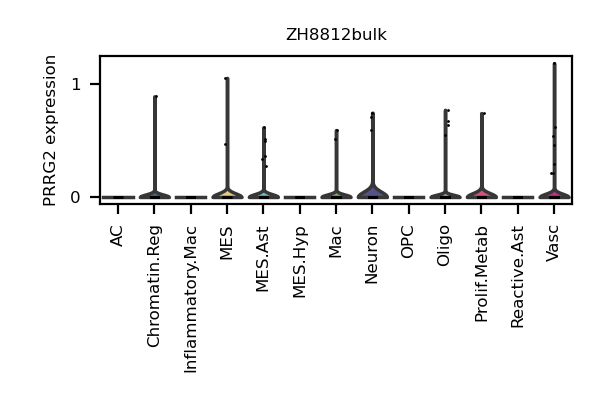 ZH8812bulk
PRRG2 expression
1
0
AC
Chromatin.Reg
Inflammatory.Mac
MES
MES.Ast
MES.Hyp
Mac
Neuron
OPC
Oligo
Prolif.Metab
Reactive.Ast
Vasc